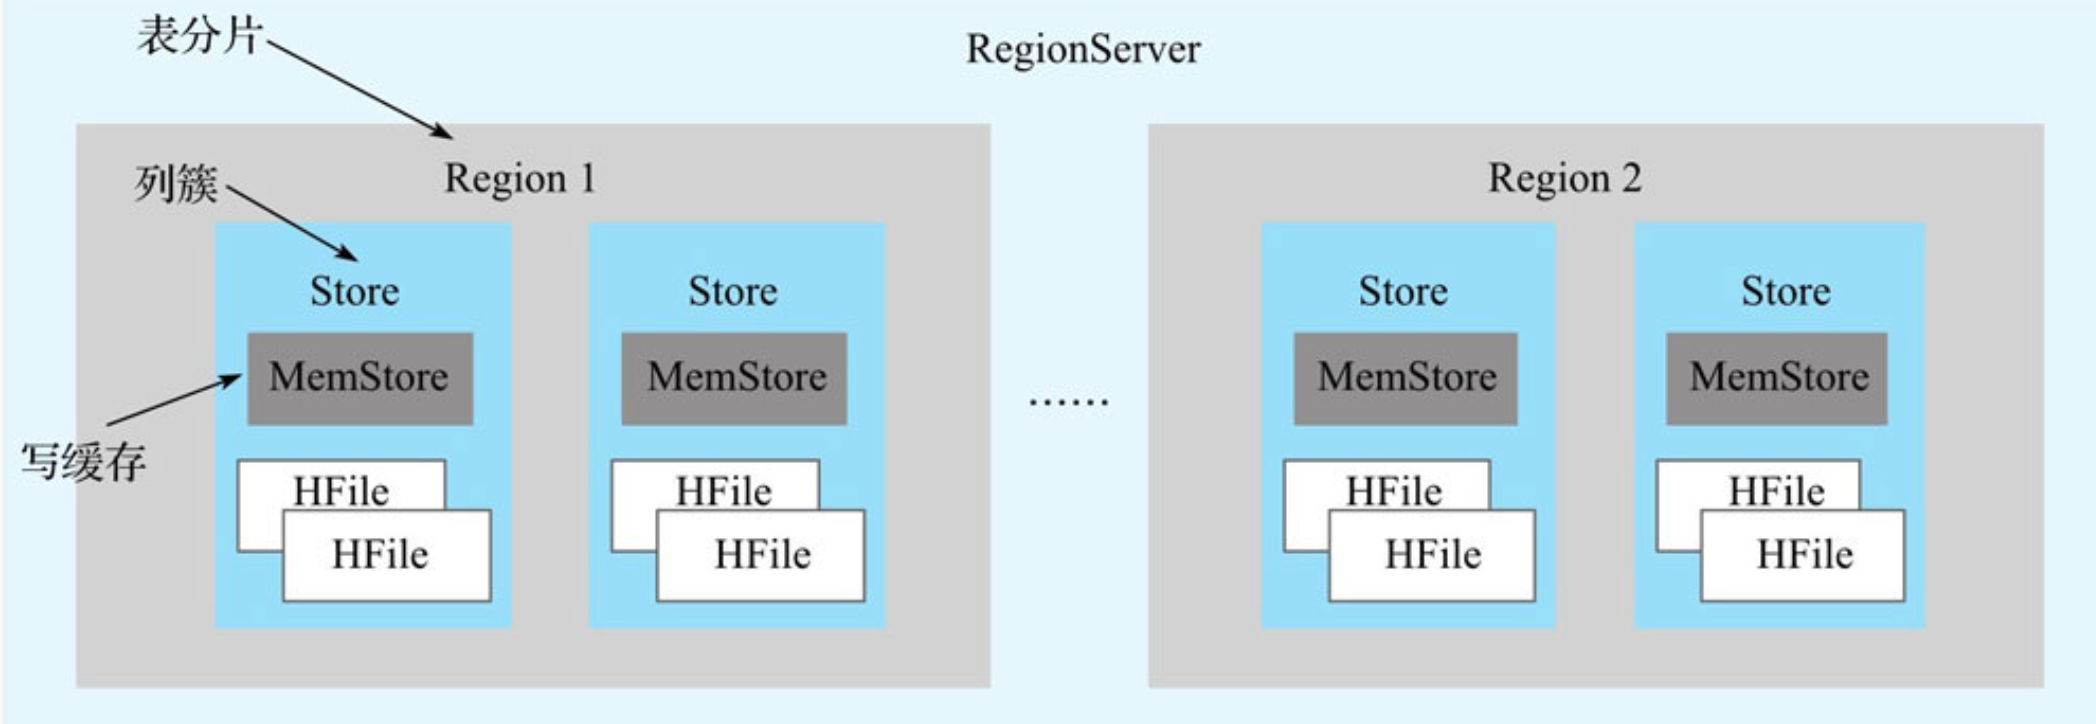 表分片
RegionServer
列簇
Region 1
Region 2
Store
Store
Store
Store
MemStore
MemStore
MemStore
MemStore
......
写缓存
HFile
HFile
HFile
HFile
HFile
HFile
HFile
HFile